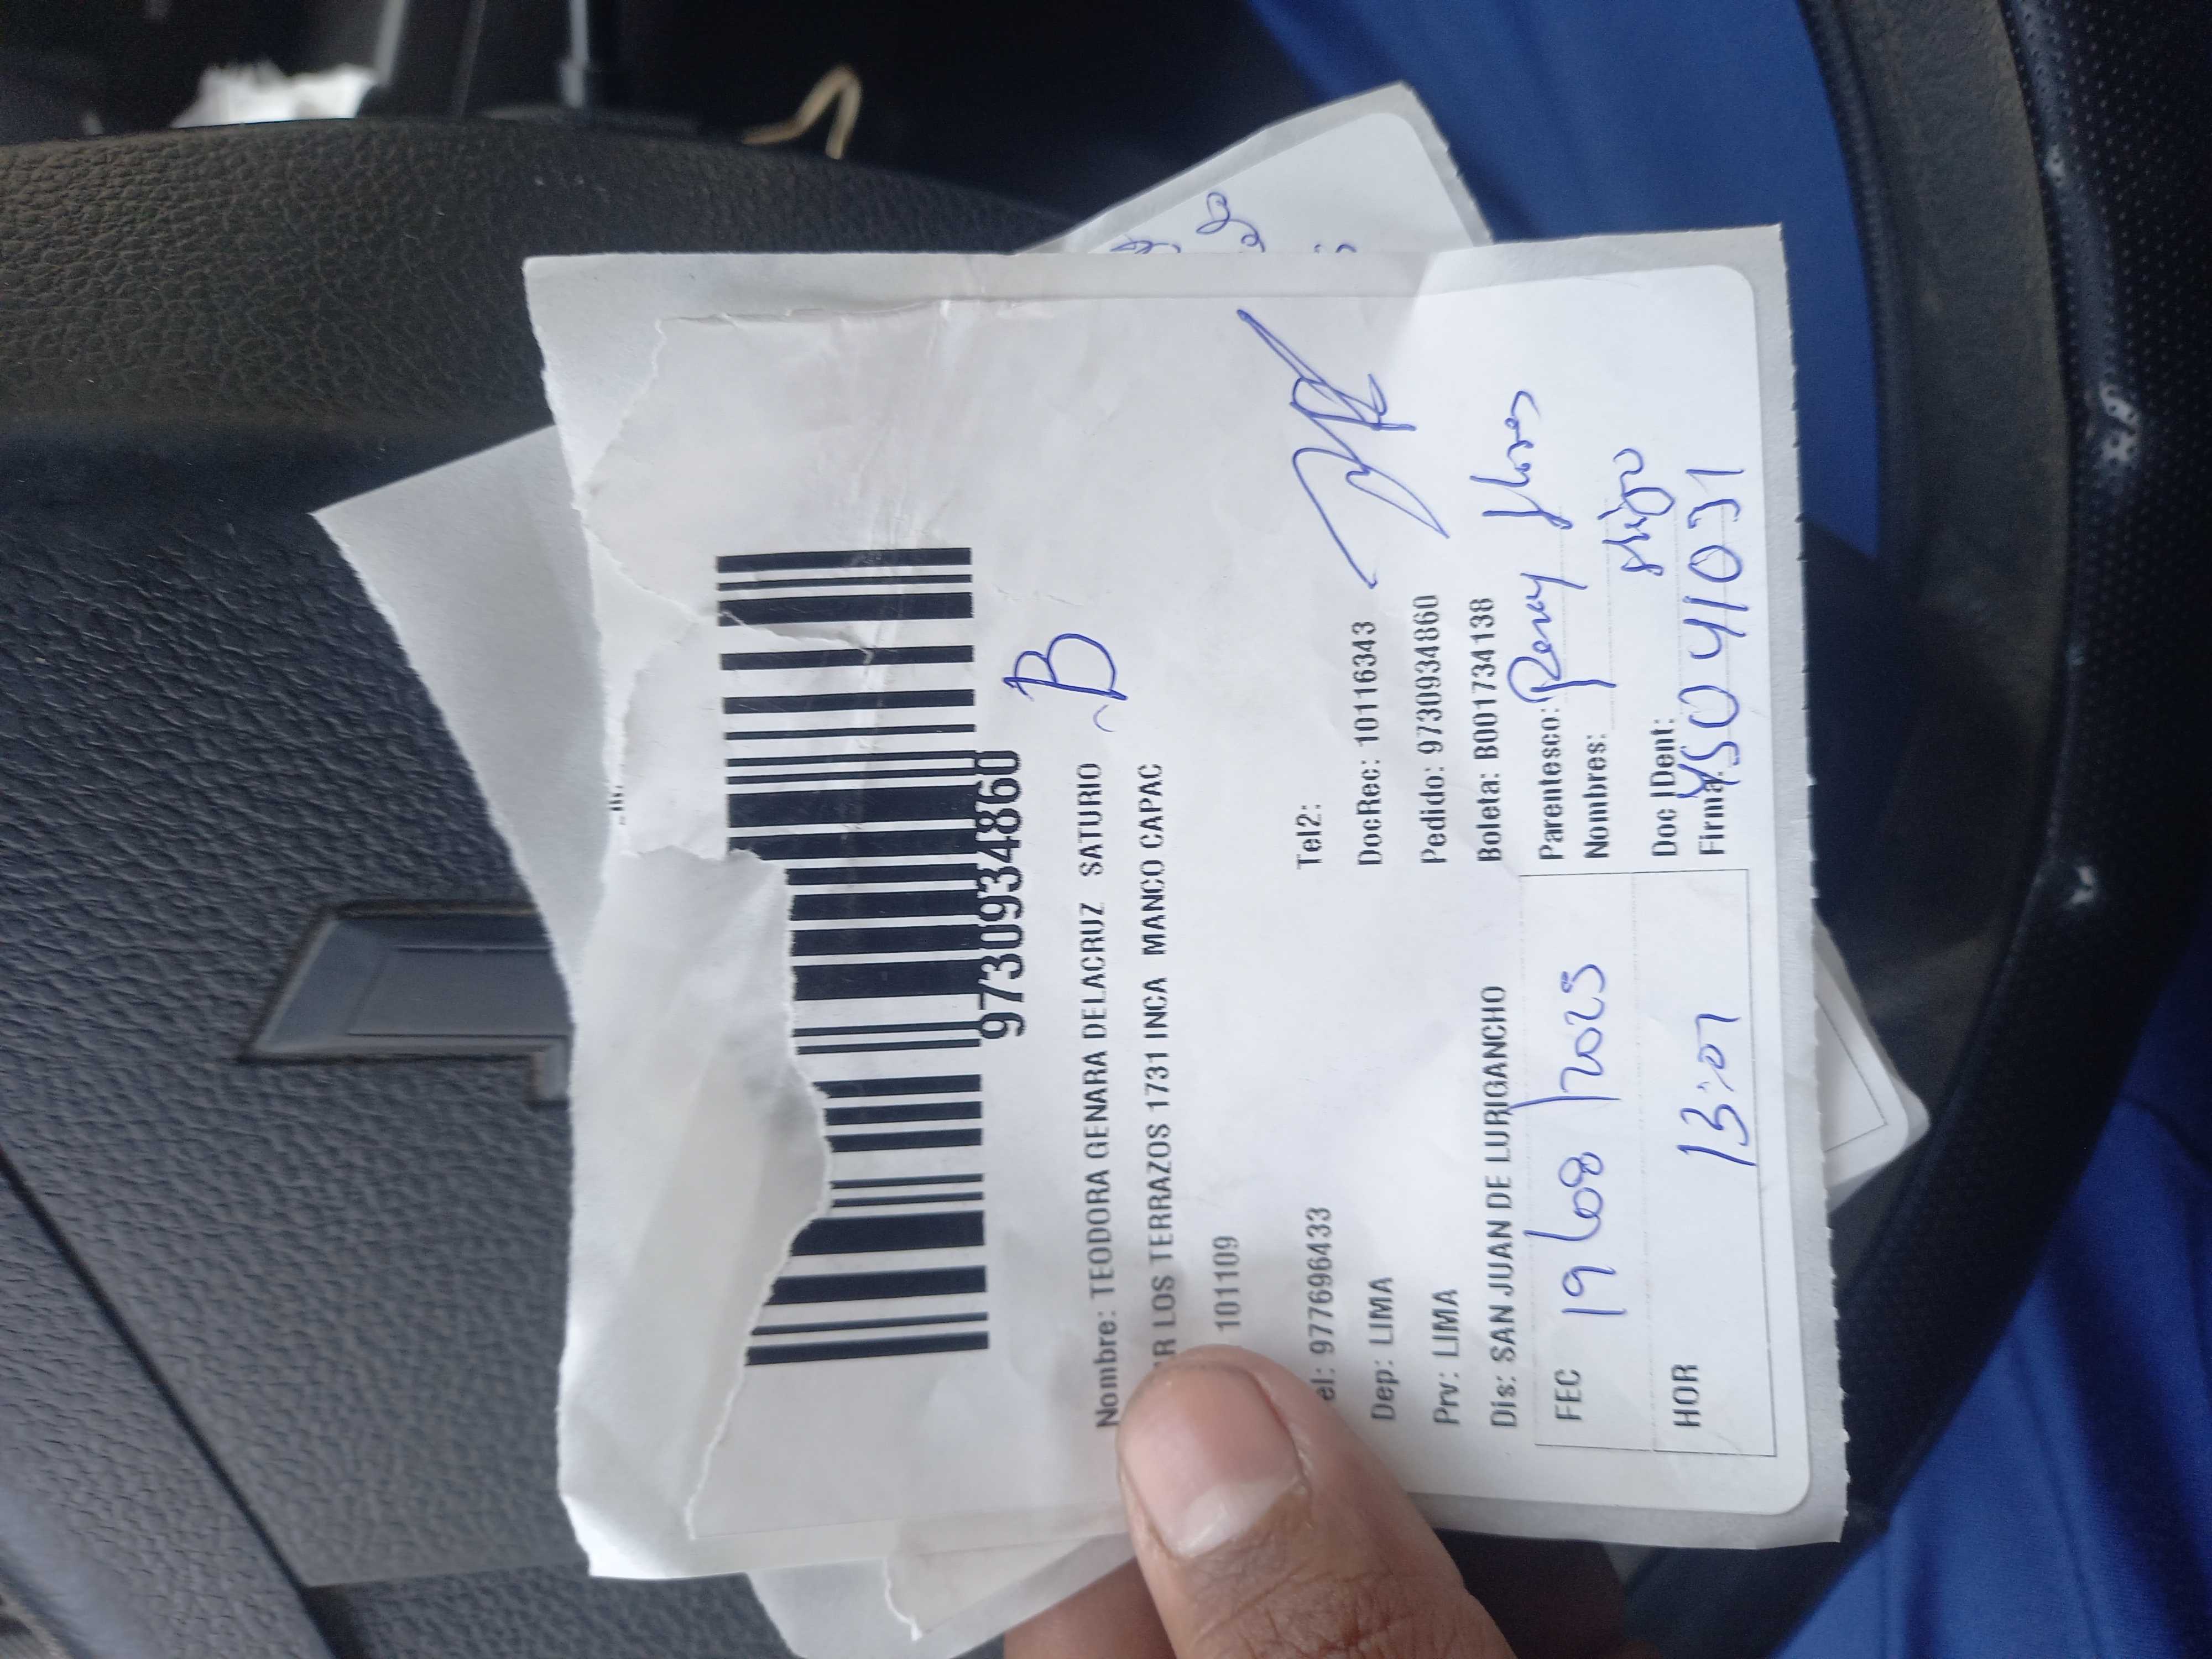 97309934860
B
Nombre: TEODORA GENARA DELACRUZ SATURIO
R LOS TERRAZOS 1731 INCA MANCO CAPAC
101109
el: 977696433
Tel2:
Dep: LIMA
DocRec: 10116343
Prv: LIMA
Pedido: 97309934860
Dis: SAN JUAN DE LURIGANCHO
Boleta: B001734138
FEC 19/08/2025
Parentesco:
Nombres:
HOR 13:07
Doc IDent:
Firma: